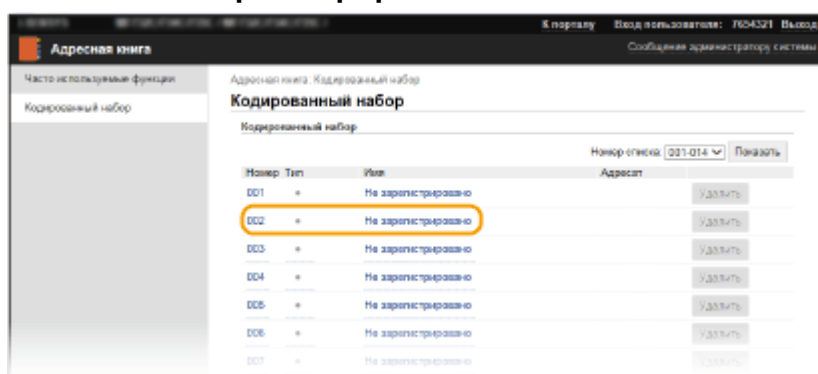 К порталу Вход пользователя: 7654321 Выход
Адресная книга Сообщение администратору системы
Часто используемые функции
Кодированный набор
Адресная книга: Кодированный набор
Кодированный набор
Кодированный набор
Номер списка: 001-014 Показать
Номер Тип Имя Адресат
001 Не зарегистрировано Удалить
002 Не зарегистрировано Удалить
003 Не зарегистрировано Удалить
004 Не зарегистрировано Удалить
005 Не зарегистрировано Удалить
006 Не зарегистрировано Удалить
007 Не зарегистрировано Удалить